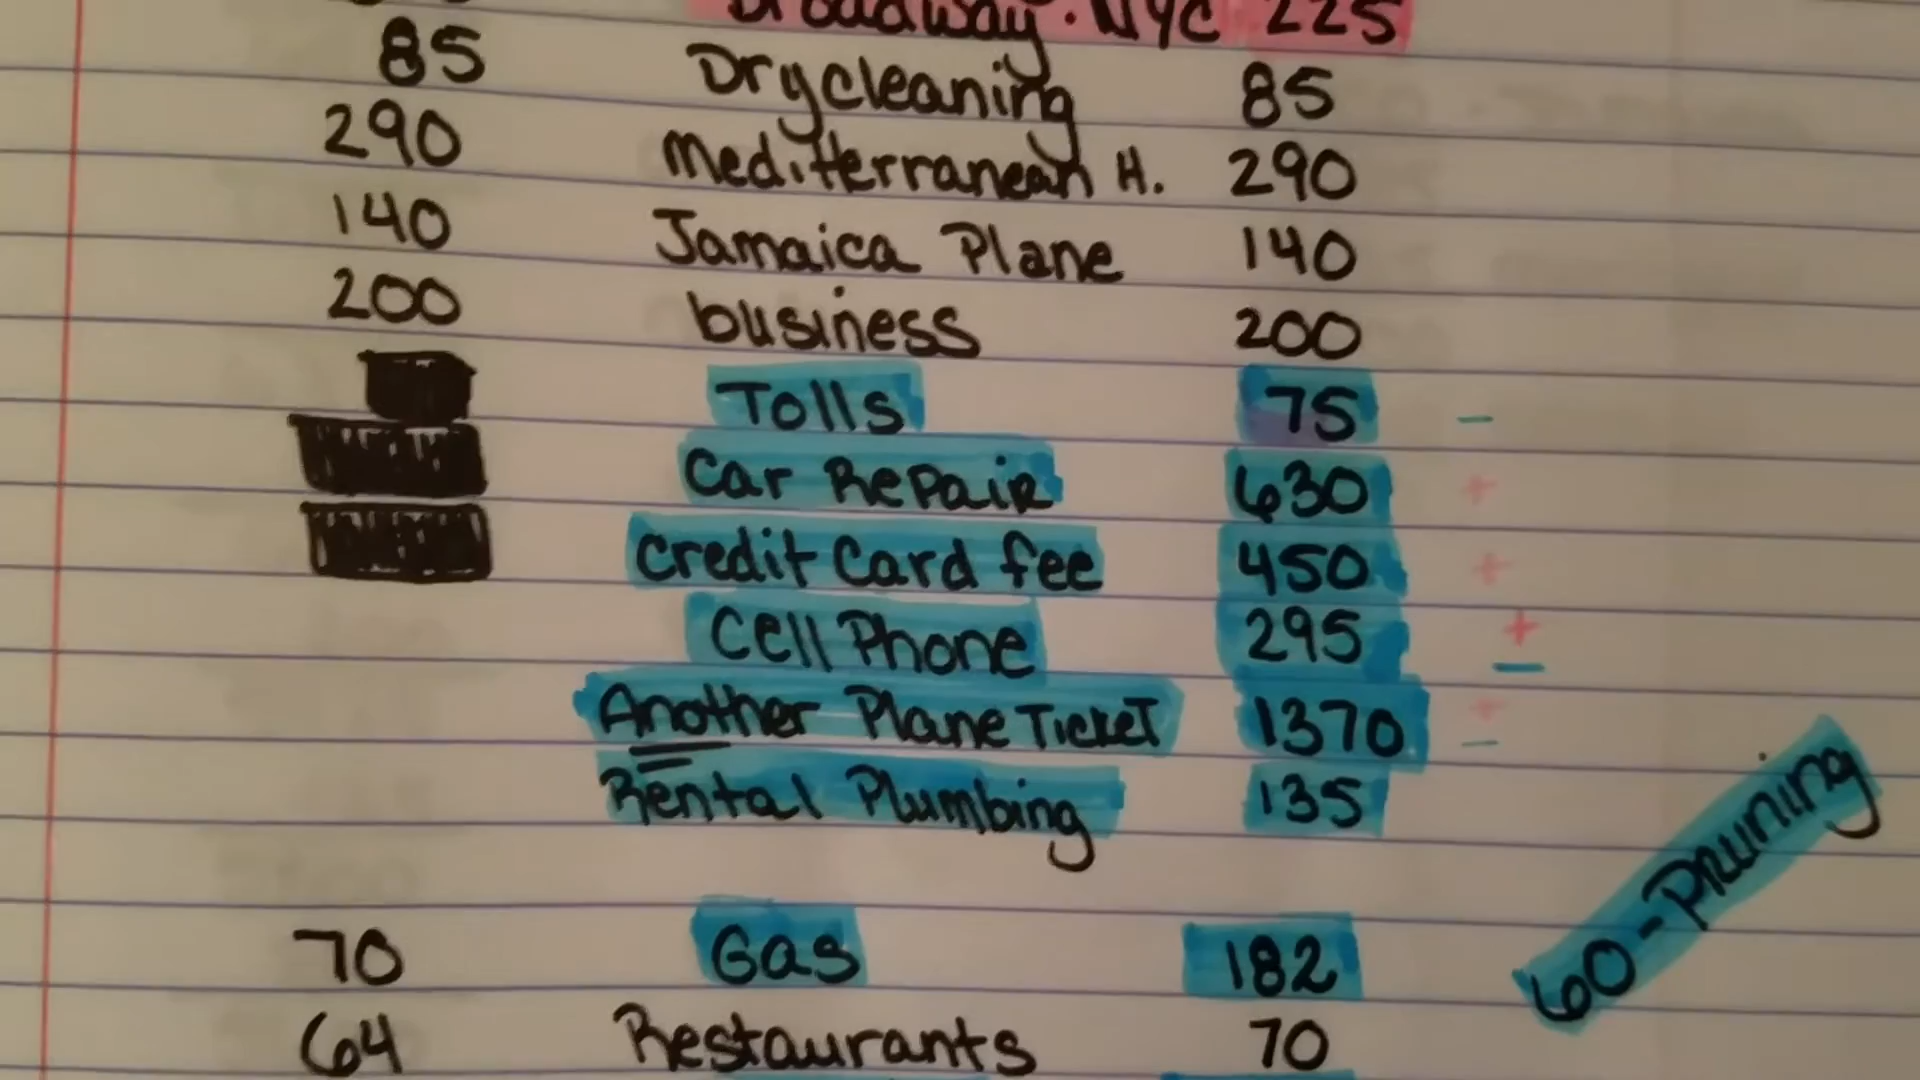 Broadway. NYC 225
85 Drycleaning 85
290 Mediterranean H. 290
140 Jamaica Plane 140
200 business 200
Tolls 75 -
Car Repair 630 +
Credit Card fee 450 +
Cell Phone 295 + -
Another Plane Ticket 1370 + -
Rental Plumbing 135
60-Pruning
70 Gas 182
64 Restaurants 70